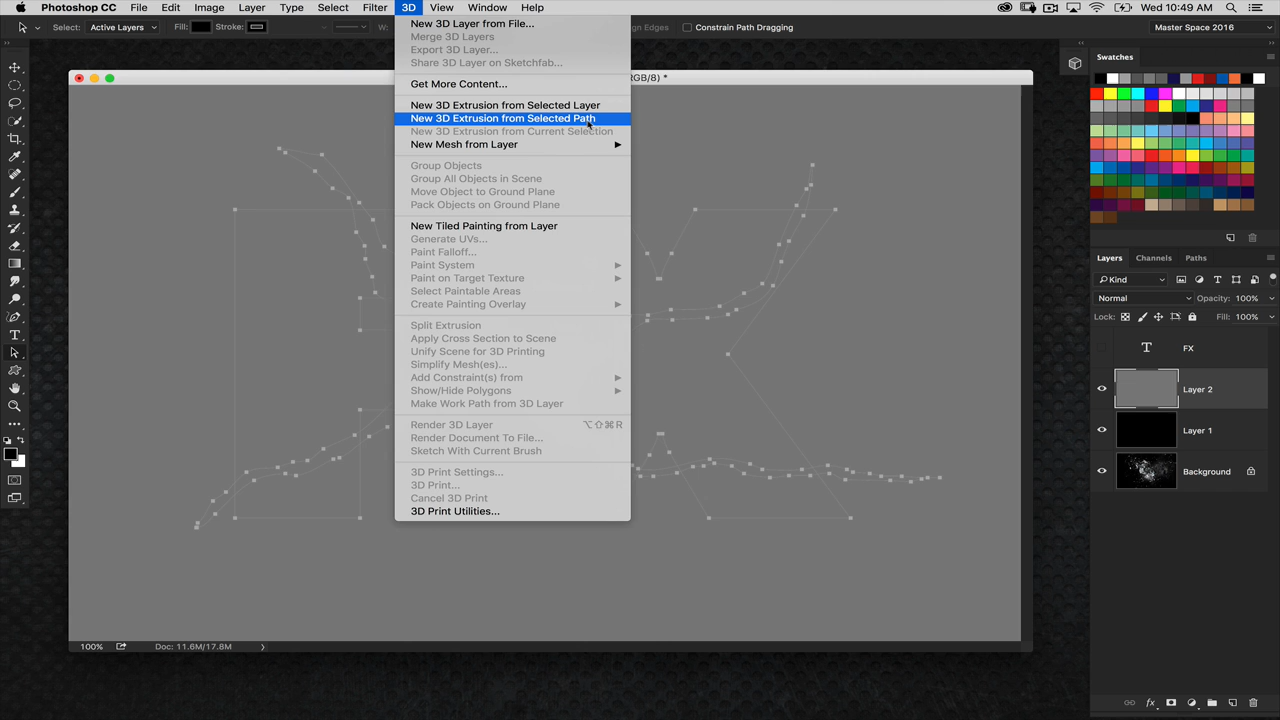 Photoshop CC File Edit Image Layer Type Select Filter 3D View Window Help Wed 10:49 AM
Select: Active Layers Fill: Stroke: W: Constrain Path Dragging Master Space 2016
New 3D Layer from File...
Merge 3D Layers
Export 3D Layer...
Share 3D Layer on Sketchfab...
Get More Content...
New 3D Extrusion from Selected Layer
New 3D Extrusion from Selected Path
New 3D Extrusion from Current Selection
New Mesh from Layer
Group Objects
Group All Objects in Scene
Move Object to Ground Plane
Pack Objects on Ground Plane
New Tiled Painting from Layer
Generate UVs...
Paint Falloff...
Paint System
Paint on Target Texture
Select Paintable Areas
Create Painting Overlay
Split Extrusion
Apply Cross Section to Scene
Unify Scene for 3D Printing
Simplify Mesh(es)...
Add Constraint(s) from
Show/Hide Polygons
Make Work Path from 3D Layer
Render 3D Layer ⌥⇧⌘R
Render Document To File...
Sketch With Current Brush
3D Print Settings...
3D Print...
Cancel 3D Print
3D Print Utilities...
RGB/8) *
100% Doc: 11.6M/17.8M
Swatches
Layers Channels Paths
Kind
Normal Opacity: 100%
Lock: Fill: 100%
T FX
Layer 2
Layer 1
Background
fx